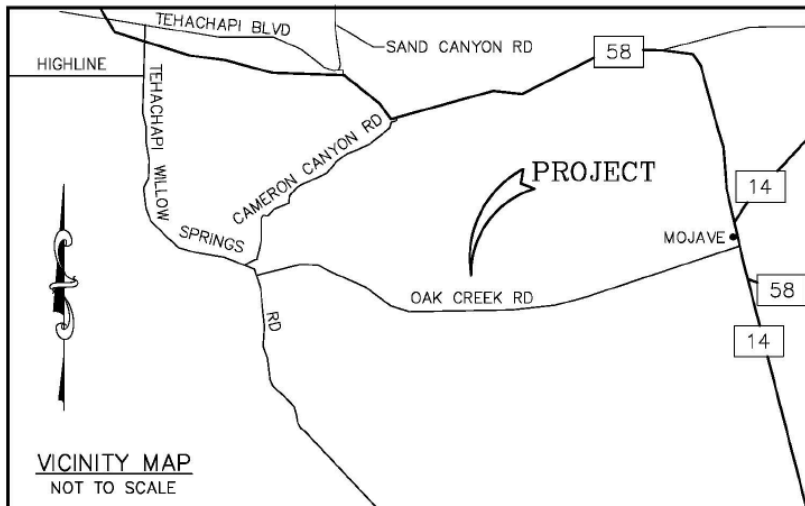 TEHACHAPI BLVD
SAND CANYON RD
58
HIGHLINE
TEHACHAPI WILLOW
SPRINGS
RD
CAMERON CANYON RD
PROJECT
14
MOJAVE
OAK CREEK RD
58
14
VICINITY MAP
NOT TO SCALE